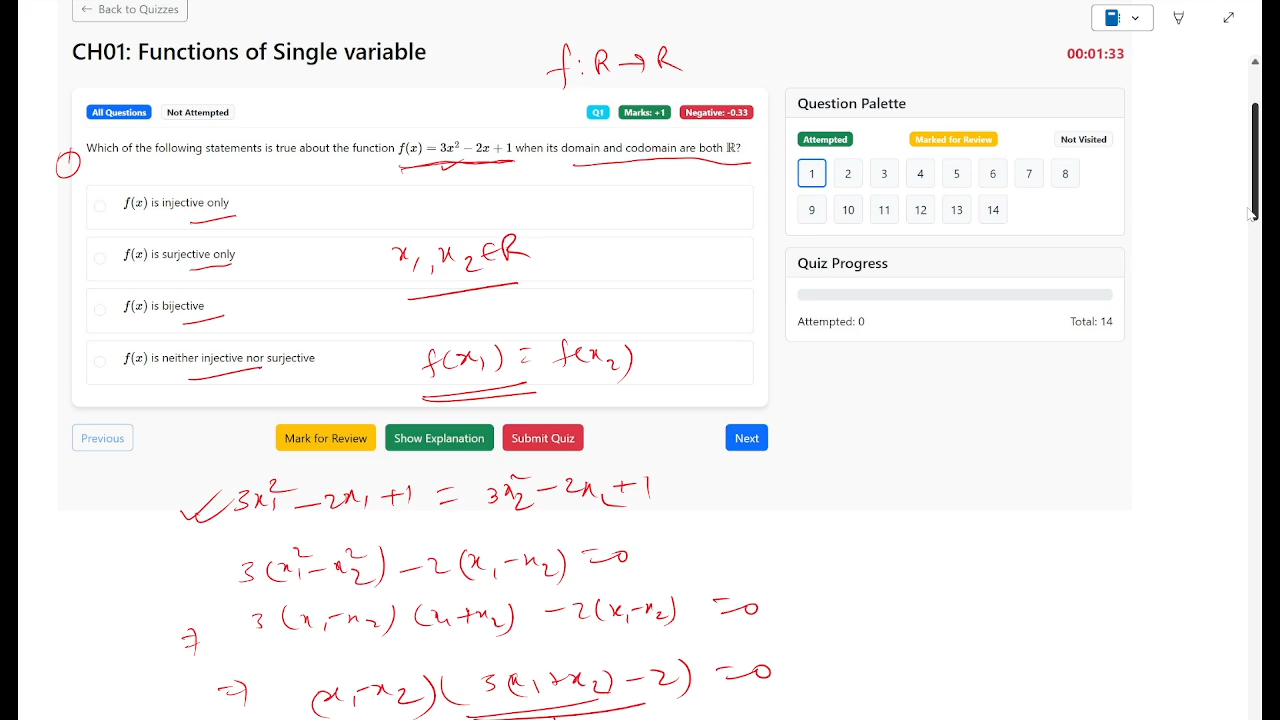 ← Back to Quizzes
CH01: Functions of Single variable
f: R → R
00:01:33
All Questions Not Attempted Q1 Marks: +1 Negative: -0.33
① Which of the following statements is true about the function f(x) = 3x² − 2x + 1 when its domain and codomain are both ℝ?
f(x) is injective only
f(x) is surjective only
x₁, x₂ ∈ R
f(x) is bijective
f(x) is neither injective nor surjective
f(x₁) = f(x₂)
Previous Mark for Review Show Explanation Submit Quiz Next
Question Palette
Attempted Marked for Review Not Visited
1 2 3 4 5 6 7 8
9 10 11 12 13 14
Quiz Progress
Attempted: 0 Total: 14
3x₁² − 2x₁ + 1 = 3x₂² − 2x₂ + 1
3(x₁² − x₂²) − 2(x₁ − x₂) = 0
⇒ 3(x₁ − x₂)(x₁ + x₂) − 2(x₁ − x₂) = 0
⇒ (x₁ − x₂)(3(x₁ + x₂) − 2) = 0